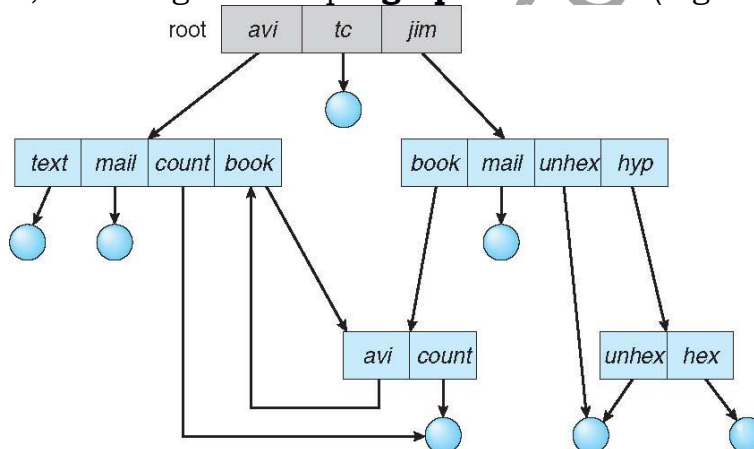 root avi tc jim
text mail count book book mail unhex hyp
avi count unhex hex